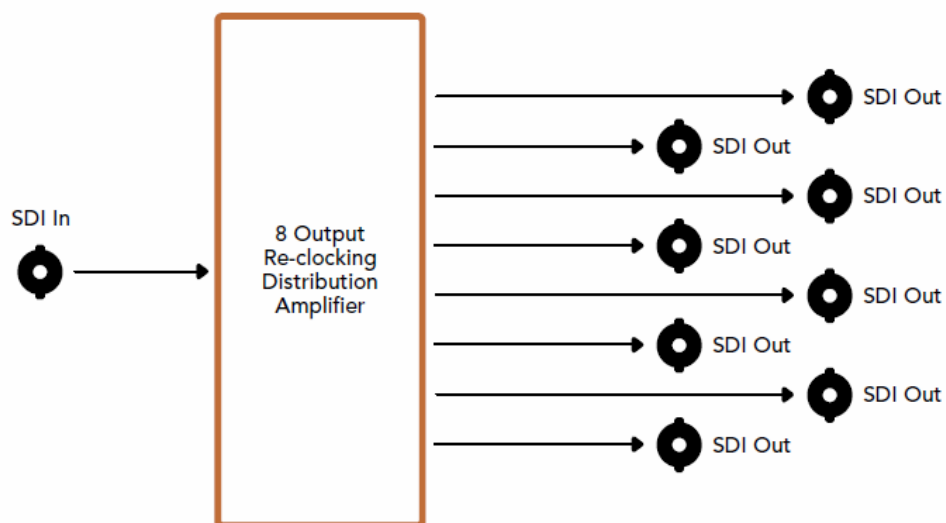 SDI In
8 Output
Re-clocking
Distribution
Amplifier
SDI Out
SDI Out
SDI Out
SDI Out
SDI Out
SDI Out
SDI Out
SDI Out